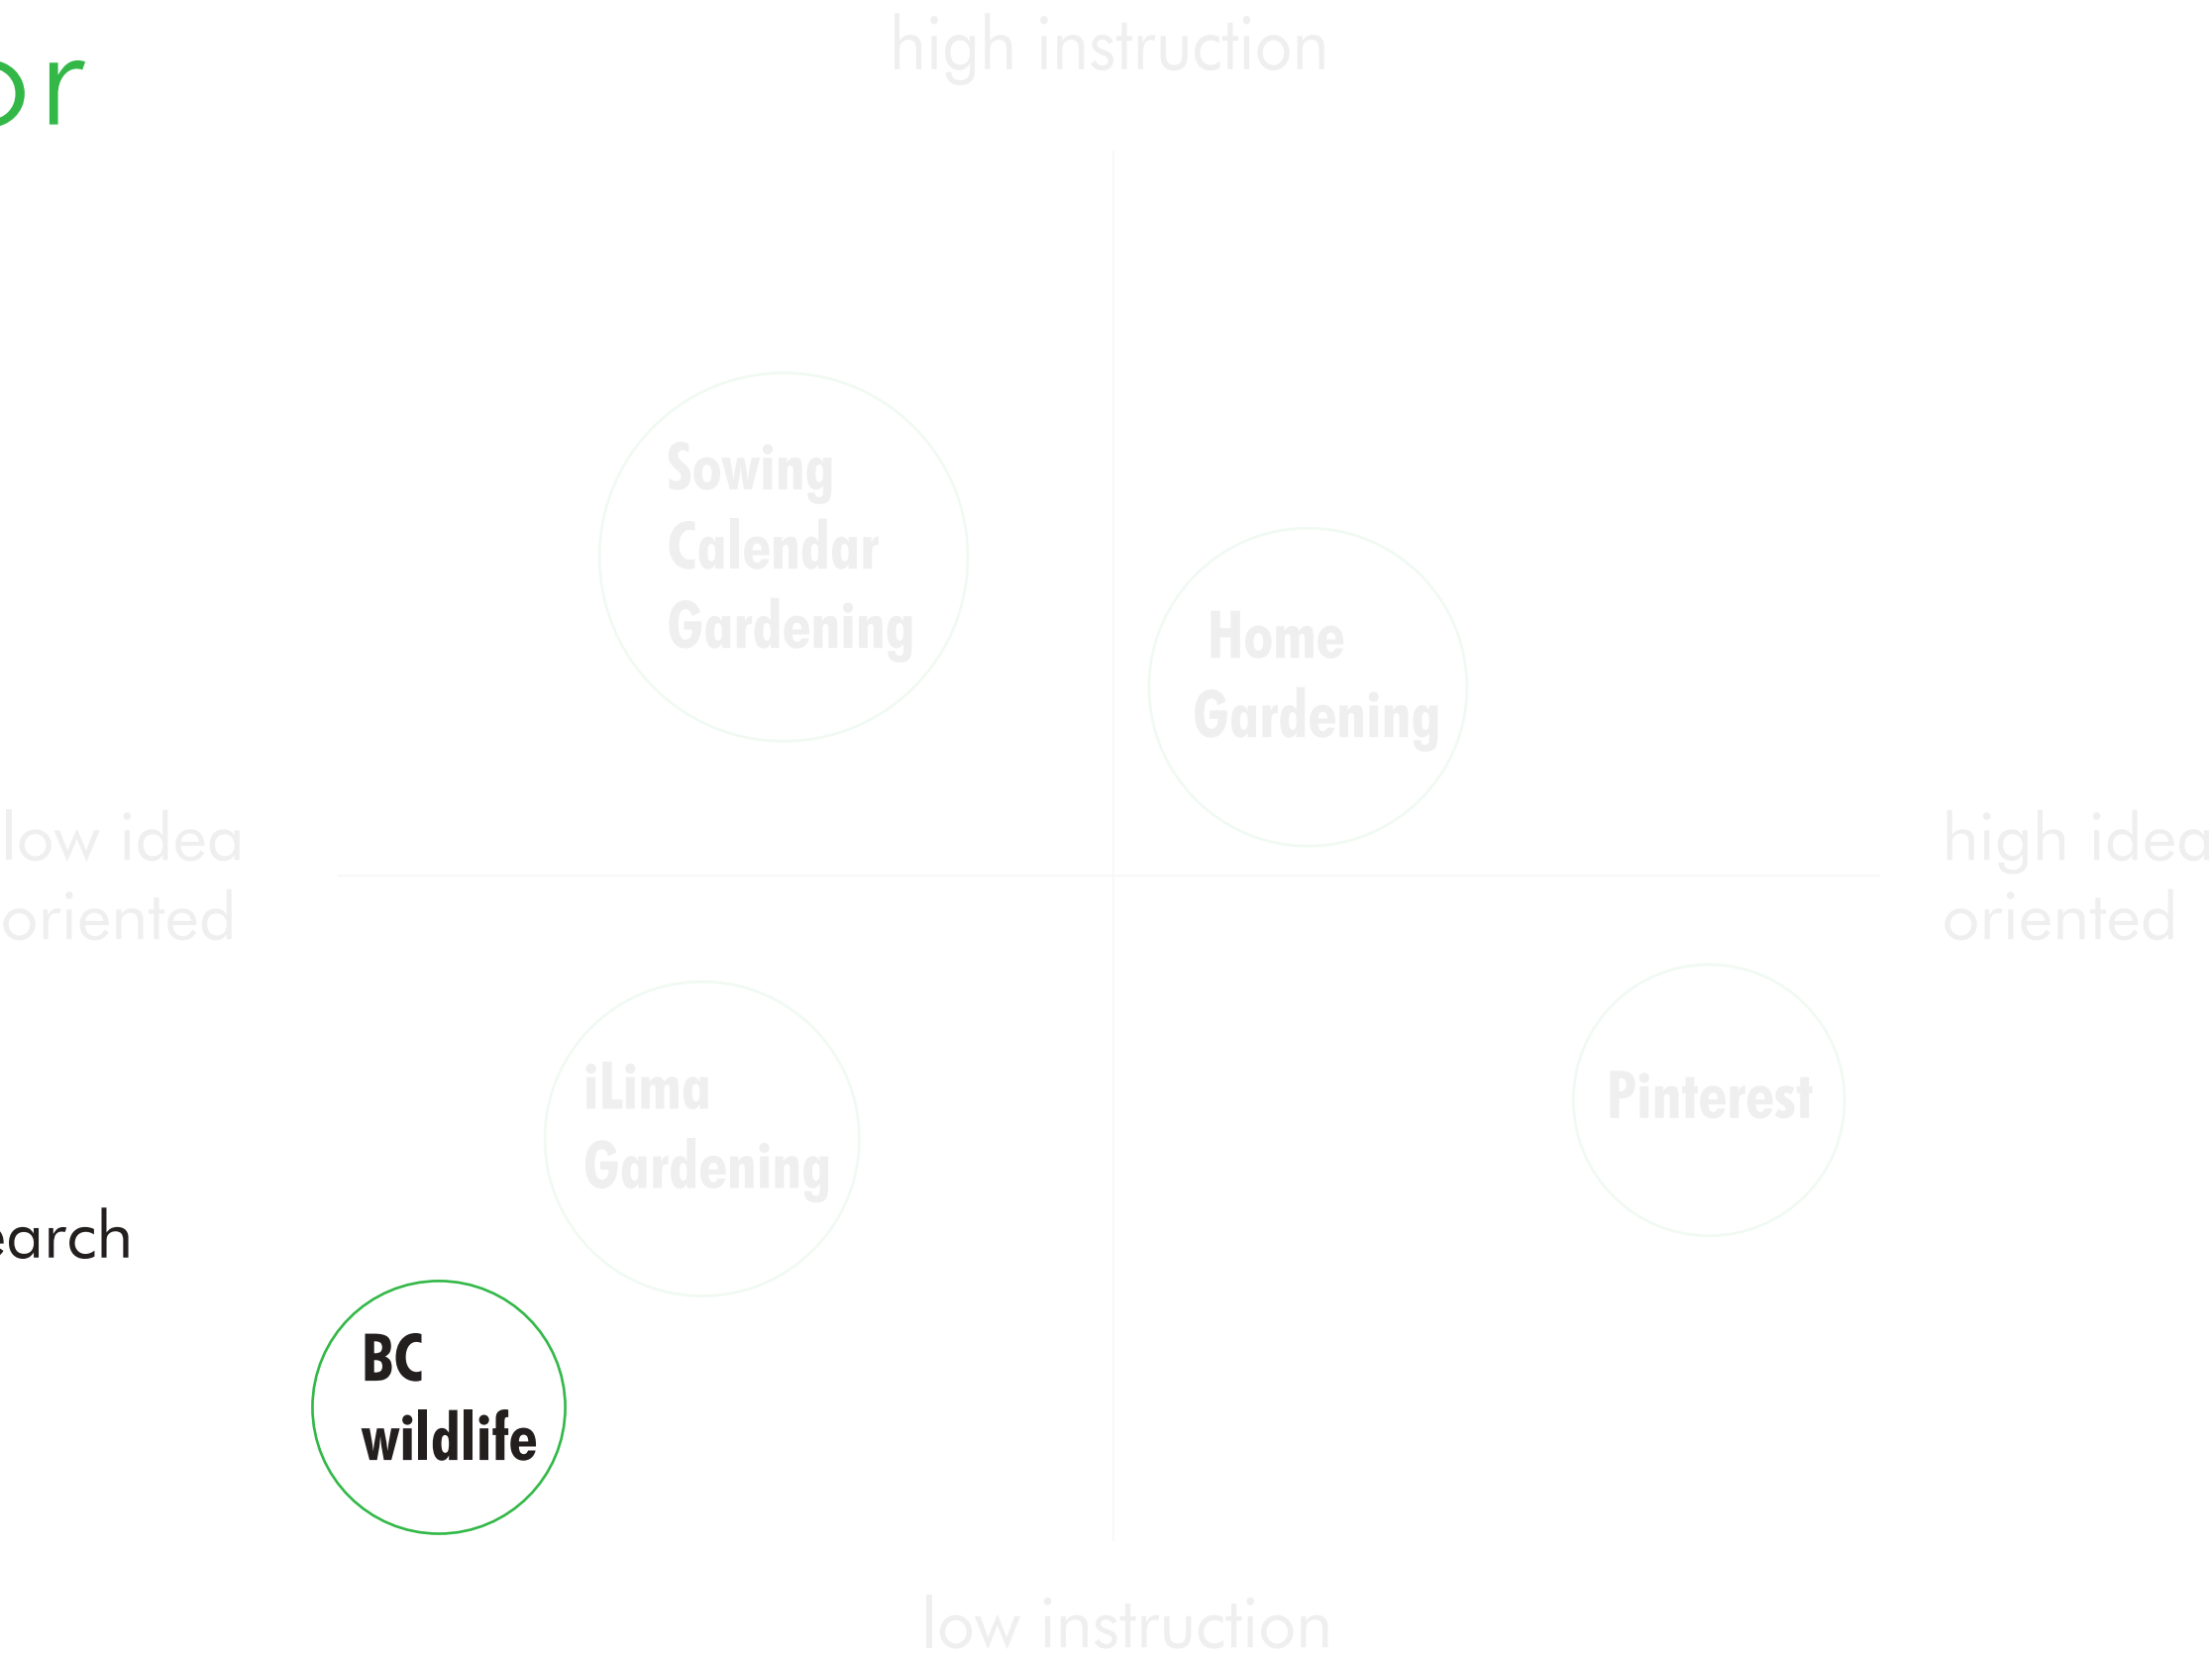 high instruction
or
Sowing
Calendar
Gardening
Home
Gardening
low idea
oriented
high idea
oriented
iLima
Gardening
Pinterest
earch
BC
wildlife
low instruction